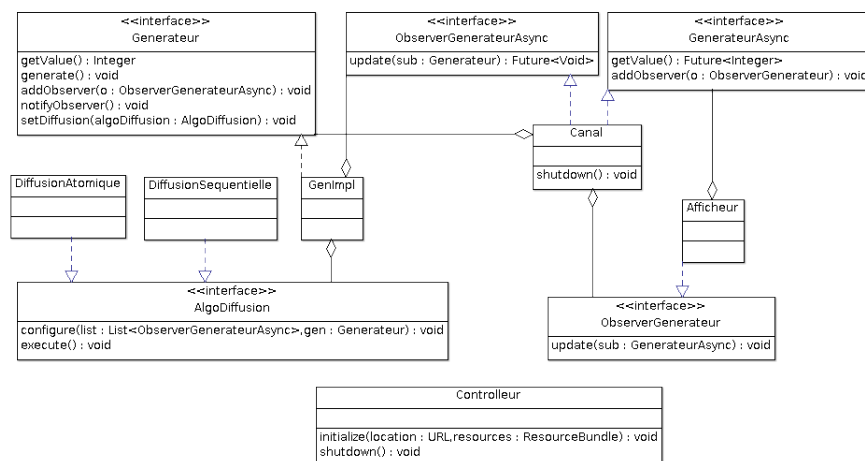 <<interface>>
Generateur
getValue() : Integer
generate() : void
addObserver(o : ObserverGenerateurAsync) : void
notifyObserver() : void
setDiffusion(algoDiffusion : AlgoDiffusion) : void
<<interface>>
ObserverGenerateurAsync
update(sub : Generateur) : Future<Void>
<<interface>>
GenerateurAsync
getValue() : Future<Integer>
addObserver(o : ObserverGenerateur) : void
Canal
shutdown() : void
DiffusionAtomique
DiffusionSequentielle
GenImpl
Afficheur
<<interface>>
AlgoDiffusion
configure(list : List<ObserverGenerateurAsync>,gen : Generateur) : void
execute() : void
<<interface>>
ObserverGenerateur
update(sub : GenerateurAsync) : void
Controlleur
initialize(location : URL,resources : ResourceBundle) : void
shutdown() : void